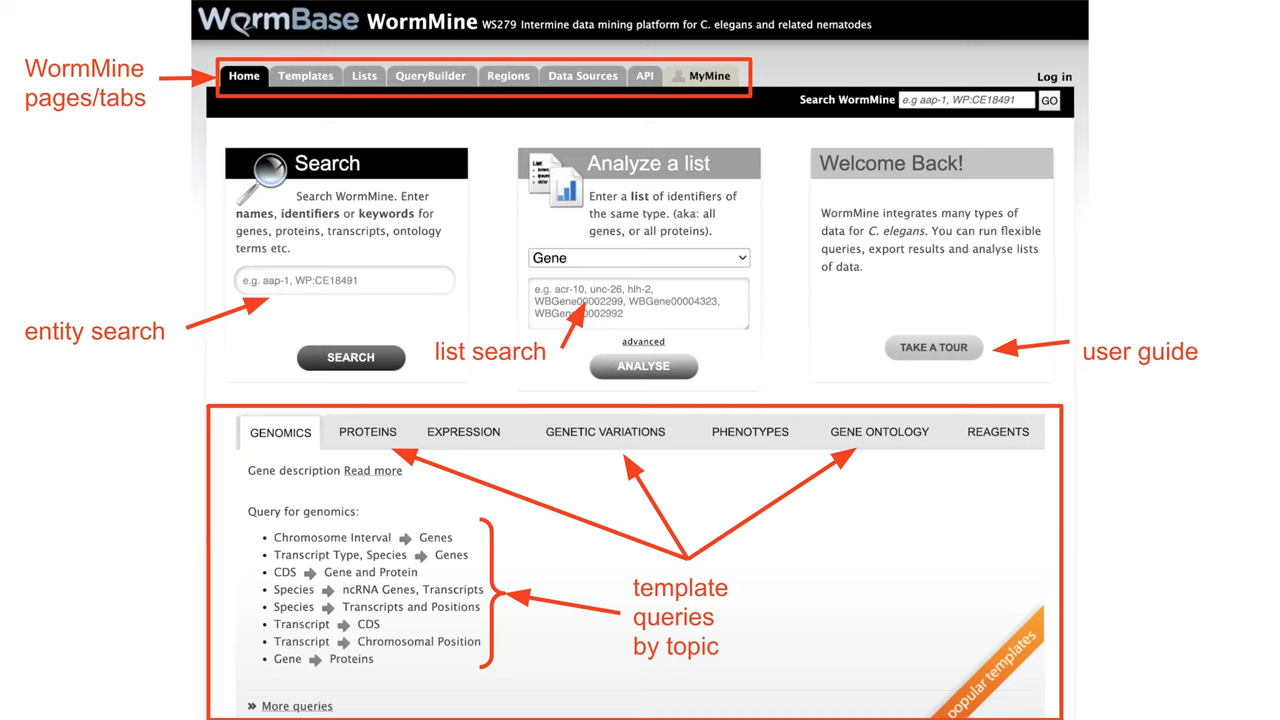 WormBase WormMine WS279 Intermine data mining platform for C. elegans and related nematodes
WormMine
pages/tabs
Home Templates Lists QueryBuilder Regions Data Sources API MyMine
Log in
Search WormMine e.g aap-1, WP:CE18491 GO
Search
Search WormMine. Enter
names, identifiers or keywords for
genes, proteins, transcripts, ontology
terms etc.
e.g. aap-1, WP:CE18491
SEARCH
entity search
Analyze a list
Enter a list of identifiers of
the same type. (aka: all
genes, or all proteins).
Gene
e.g. acr-10, unc-26, hlh-2,
WBGene00002299, WBGene00004323,
WBGene00002992
advanced
ANALYSE
list search
Welcome Back!
WormMine integrates many types of
data for C. elegans. You can run flexible
queries, export results and analyse lists
of data.
TAKE A TOUR
user guide
GENOMICS PROTEINS EXPRESSION GENETIC VARIATIONS PHENOTYPES GENE ONTOLOGY REAGENTS
Gene description Read more
Query for genomics:
• Chromosome Interval ➡ Genes
• Transcript Type, Species ➡ Genes
• CDS ➡ Gene and Protein
• Species ➡ ncRNA Genes, Transcripts
• Species ➡ Transcripts and Positions
• Transcript ➡ CDS
• Transcript ➡ Chromosomal Position
• Gene ➡ Proteins
» More queries
template
queries
by topic
popular templates